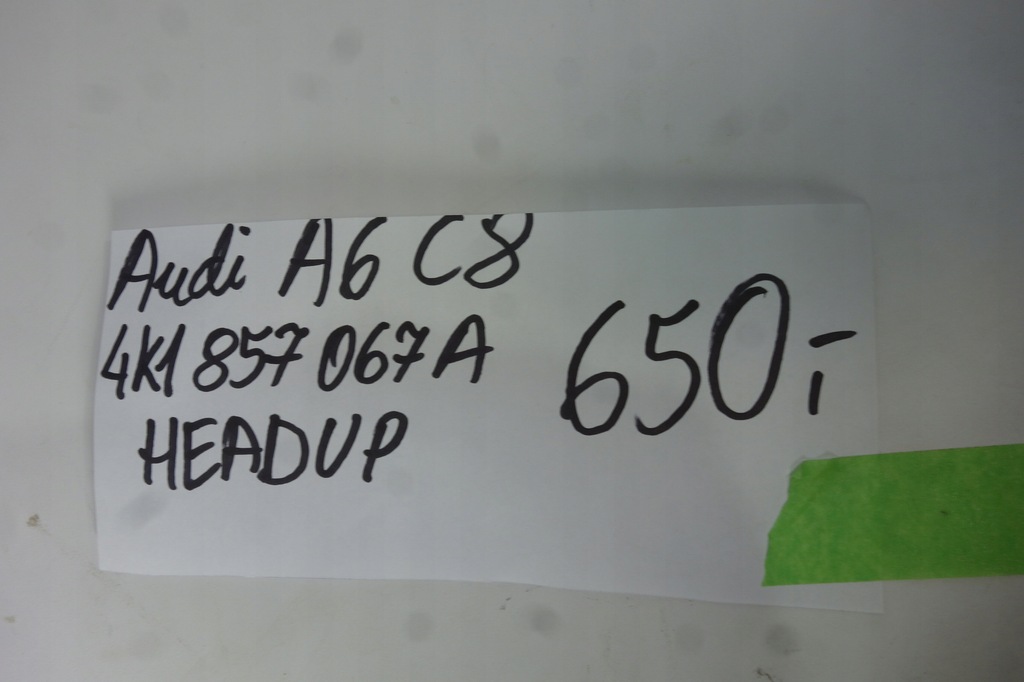 Audi A6 C8
4K1 857 067 A
HEADUP
650,-